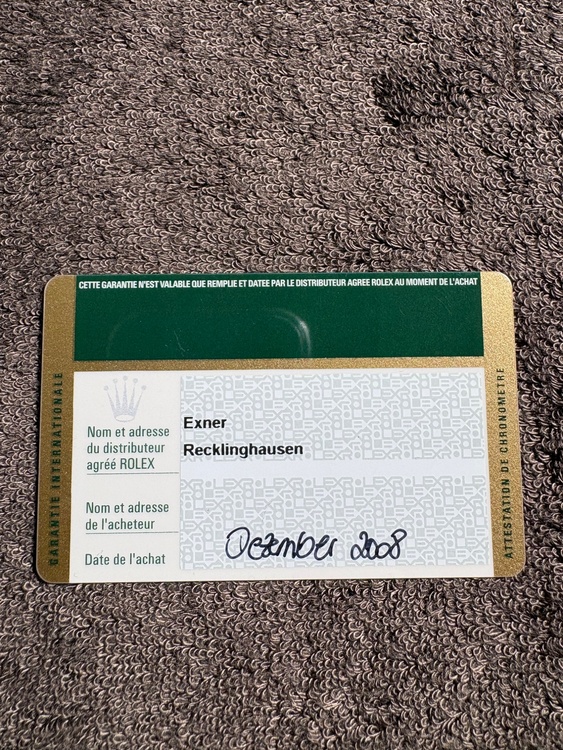 CETTE GARANTIE N'EST VALABLE QUE REMPLIE ET DATEE PAR LE DISTRIBUTEUR AGREE ROLEX AU MOMENT DE L'ACHAT
GARANTIE INTERNATIONALE
Nom et adresse
du distributeur
agréé ROLEX
Exner
Recklinghausen
Nom et adresse
de l'acheteur
Date de l'achat
Dezember 2008
ATTESTATION DE CHRONOMETRE